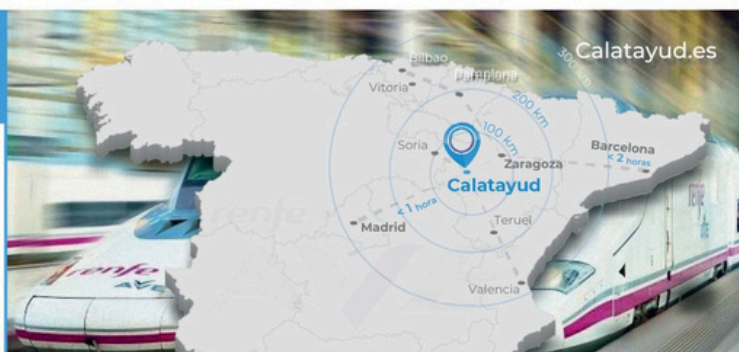 Calatayud.es
Bilbao
Pamplona
300 km
Vitoria
200 km
100 km
Soria
Zaragoza
Barcelona
< 2 horas
Calatayud
< 1 hora
Madrid
Teruel
Valencia
renfe
renfe
AVE
renfe